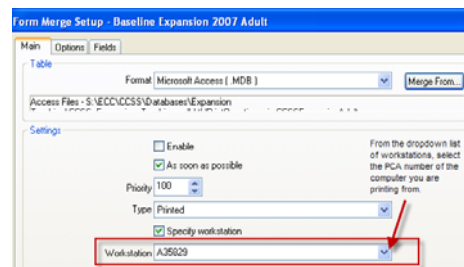 Form Merge Setup - Baseline Expansion 2007 Adult
Main Options Fields
Table
Format Microsoft Access ( .MDB ) Merge From...
Access Files - S:\ECC\CCSS\Databases\Expansion
Settings
Enable
As soon as possible
Priority 100
Type Printed
Specify workstation
Workstation A35829
From the dropdown list
of workstations, select
the PCA number of the
computer you are
printing from.